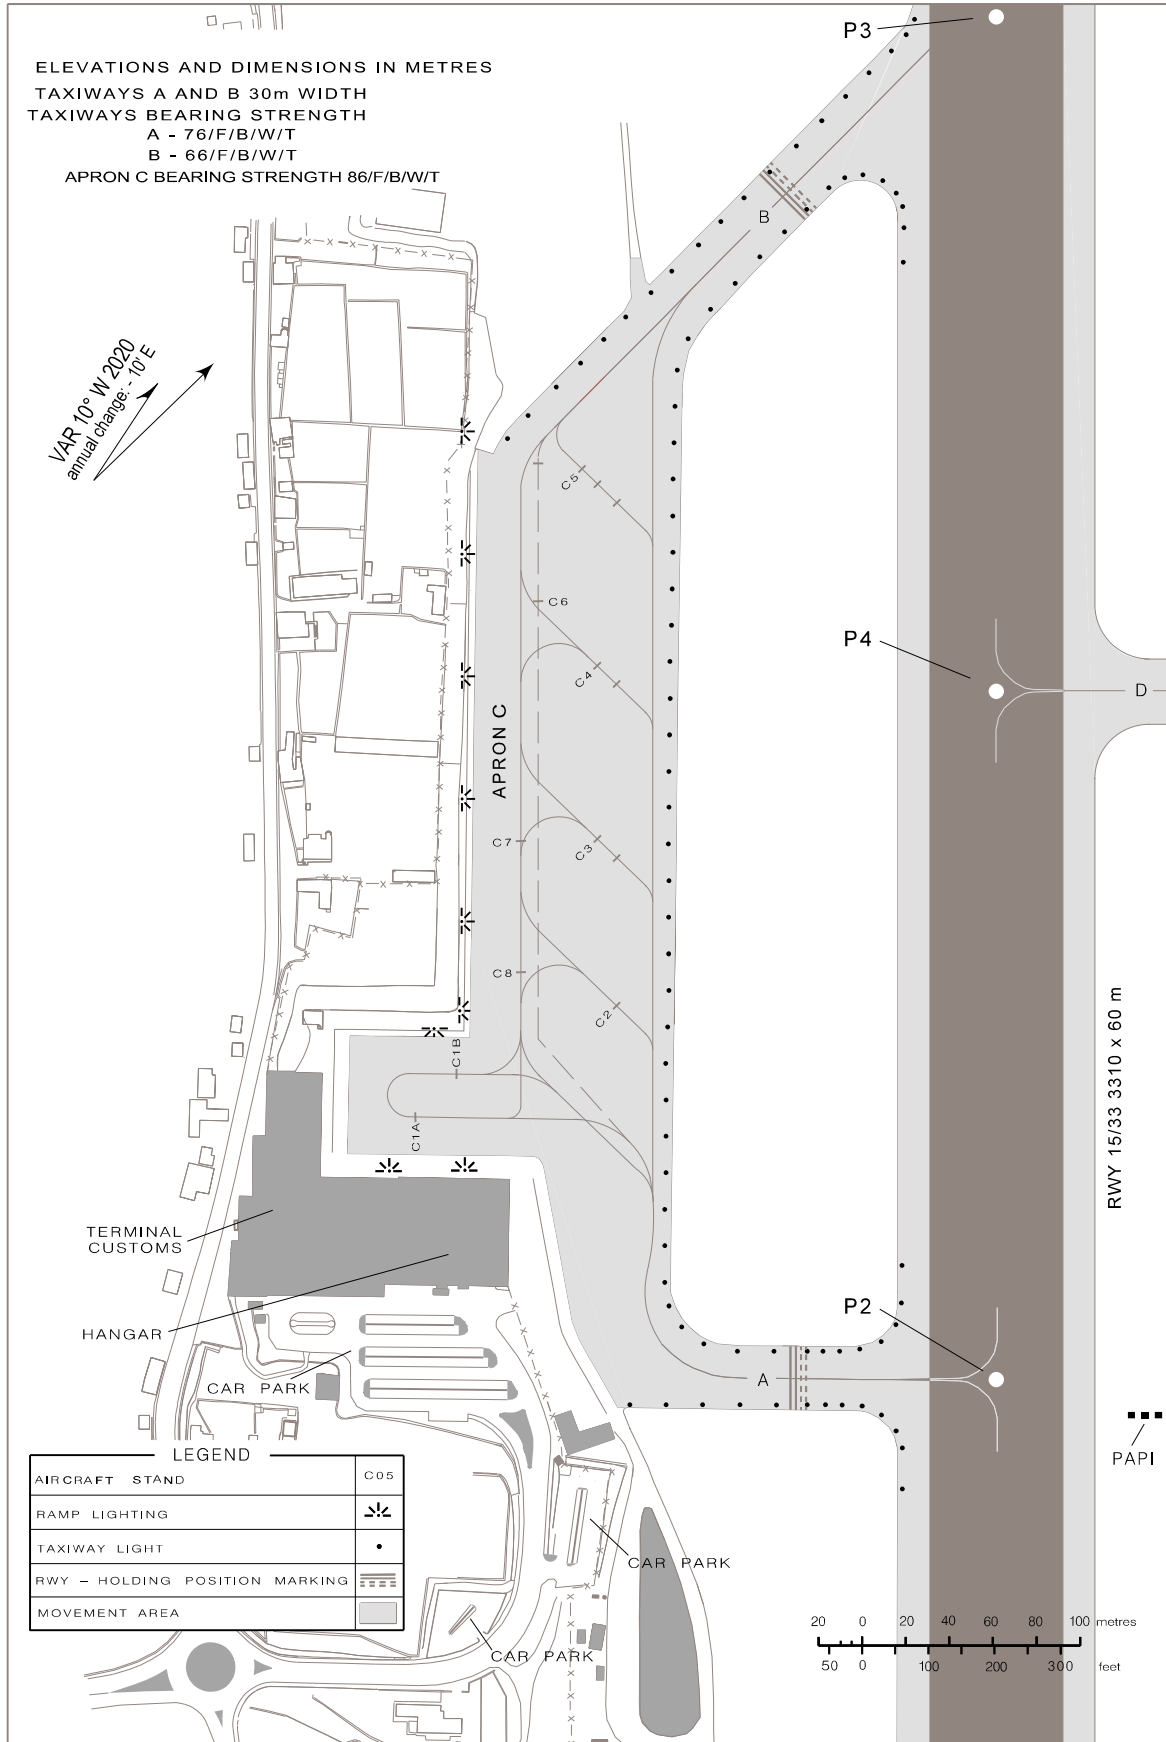 P3
ELEVATIONS AND DIMENSIONS IN METRES
TAXIWAYS A AND B 30m WIDTH
TAXIWAYS BEARING STRENGTH
A - 76/F/B/W/T
B - 66/F/B/W/T
APRON C BEARING STRENGTH 86/F/B/W/T
B
VAR 10° W 2020
annual change: - 10' E
C5
C6
P4
C4
D
APRON C
C7
C3
C8
C2
C1B
C1A
RWY 15/33 3310 x 60 m
TERMINAL
CUSTOMS
P2
HANGAR
CAR PARK
A
PAPI
LEGEND
AIRCRAFT STAND C05
RAMP LIGHTING
TAXIWAY LIGHT
RWY - HOLDING POSITION MARKING
MOVEMENT AREA
CAR PARK
CAR PARK
20 0 20 40 60 80 100 metres
50 0 100 200 300 feet